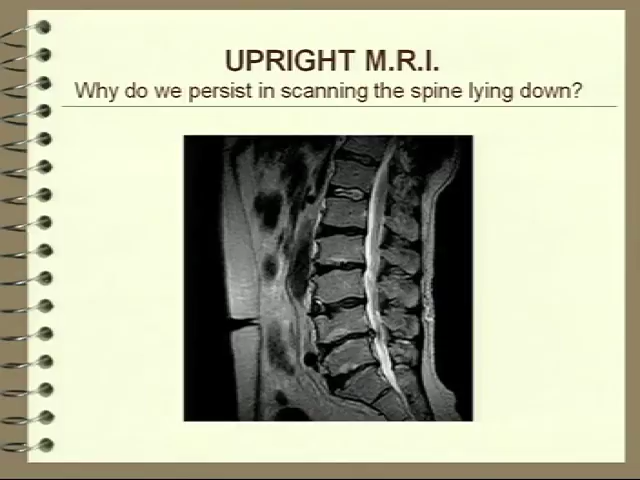 UPRIGHT M.R.I.
Why do we persist in scanning the spine lying down?